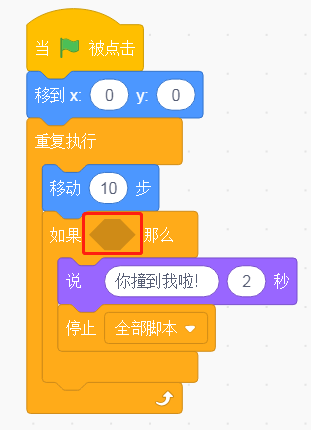 当 被点击
移到 x: 0 y: 0
重复执行
移动 10 步
如果 那么
说 你撞到我啦! 2 秒
停止 全部脚本